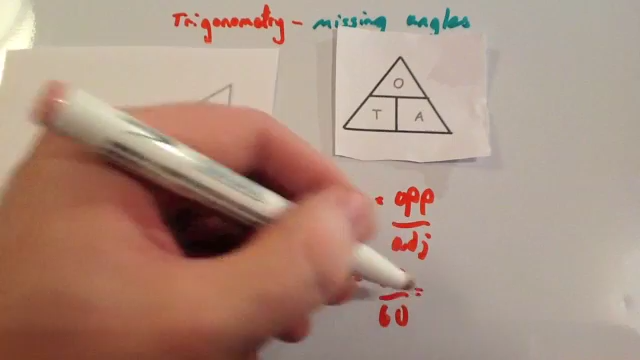 Trigonometry - missing angles
O
T A
= opp
adj
=
60